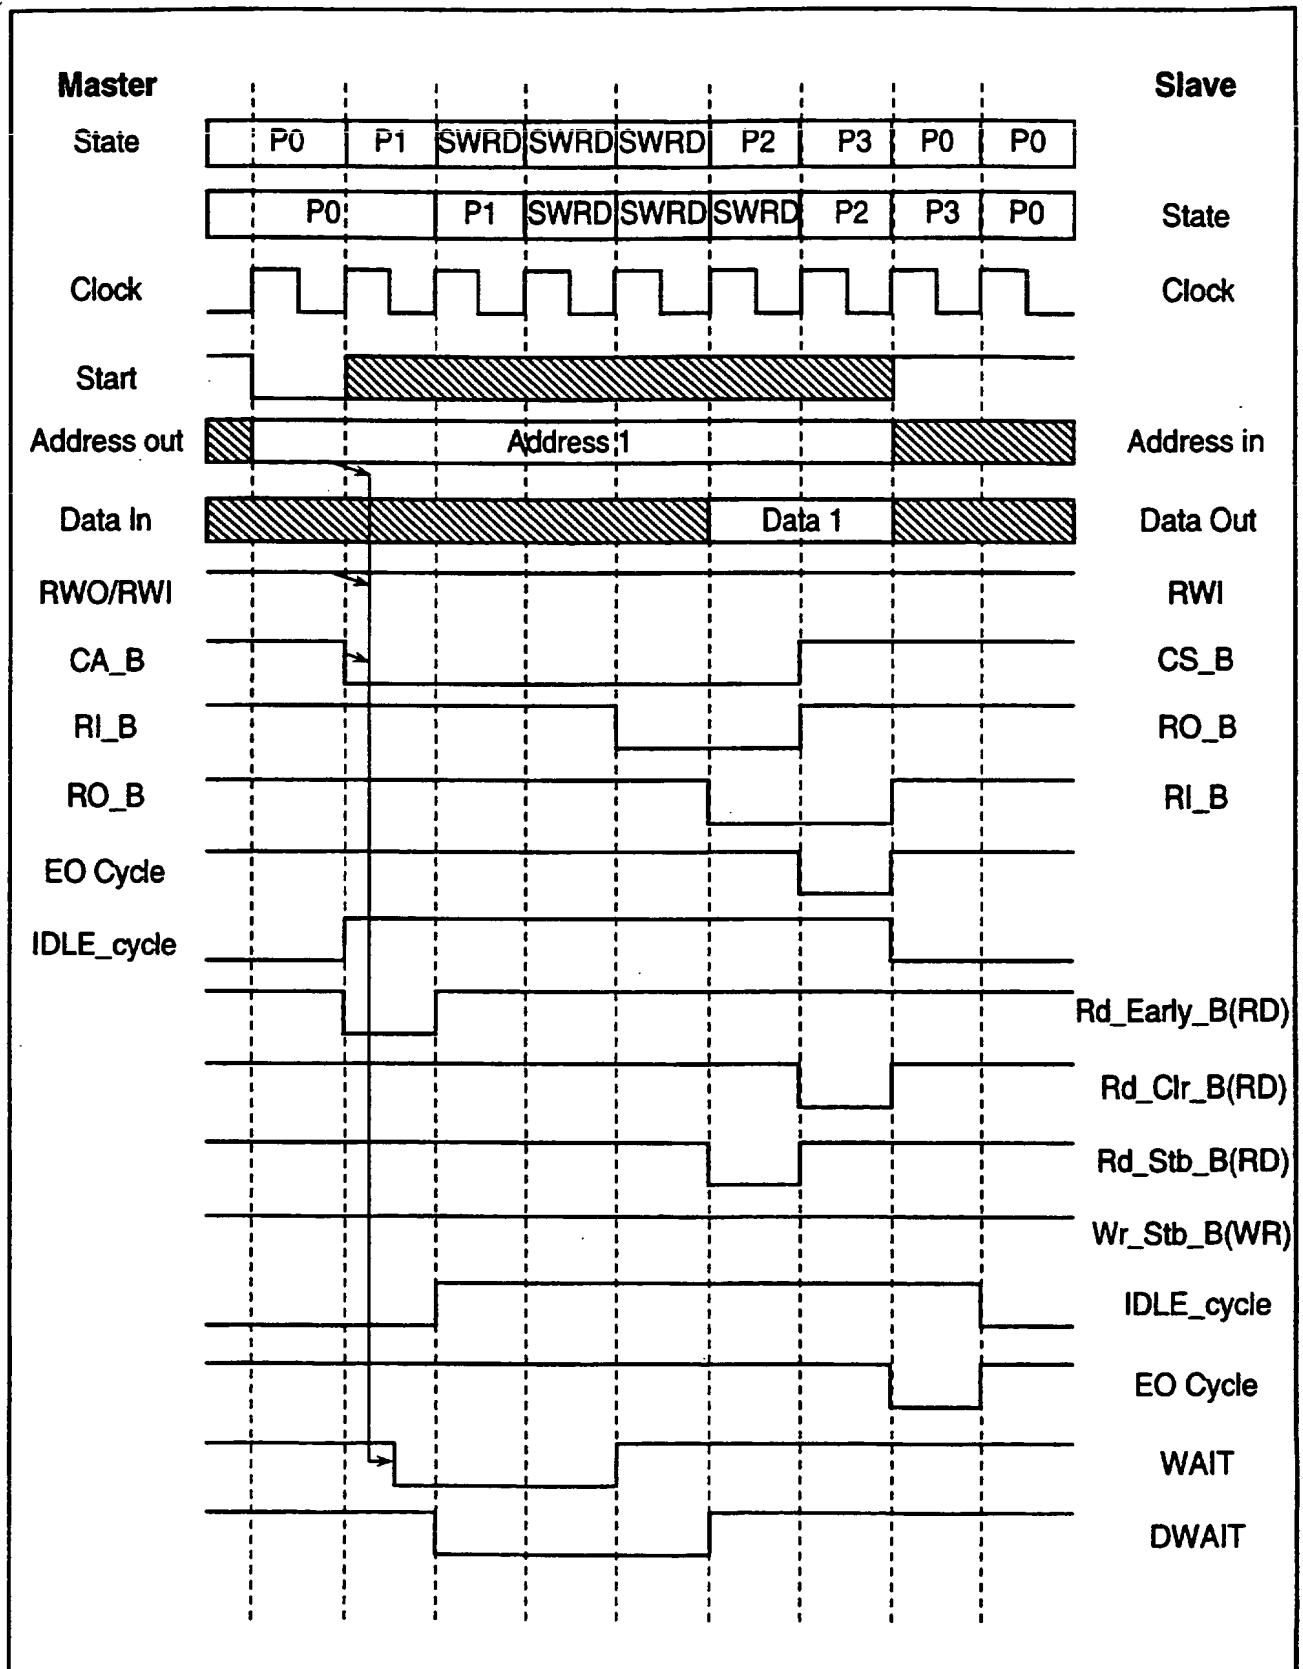 Master Slave
State P0 P1 SWRD SWRD SWRD P2 P3 P0 P0
P0 P1 SWRD SWRD SWRD P2 P3 P0 State
Clock Clock
Start
Address out Address 1 Address in
Data In Data 1 Data Out
RWO/RWI RWI
CA_B CS_B
RI_B RO_B
RO_B RI_B
EO Cycle
IDLE_cycle
Rd_Early_B(RD)
Rd_Clr_B(RD)
Rd_Stb_B(RD)
Wr_Stb_B(WR)
IDLE_cycle
EO Cycle
WAIT
DWAIT